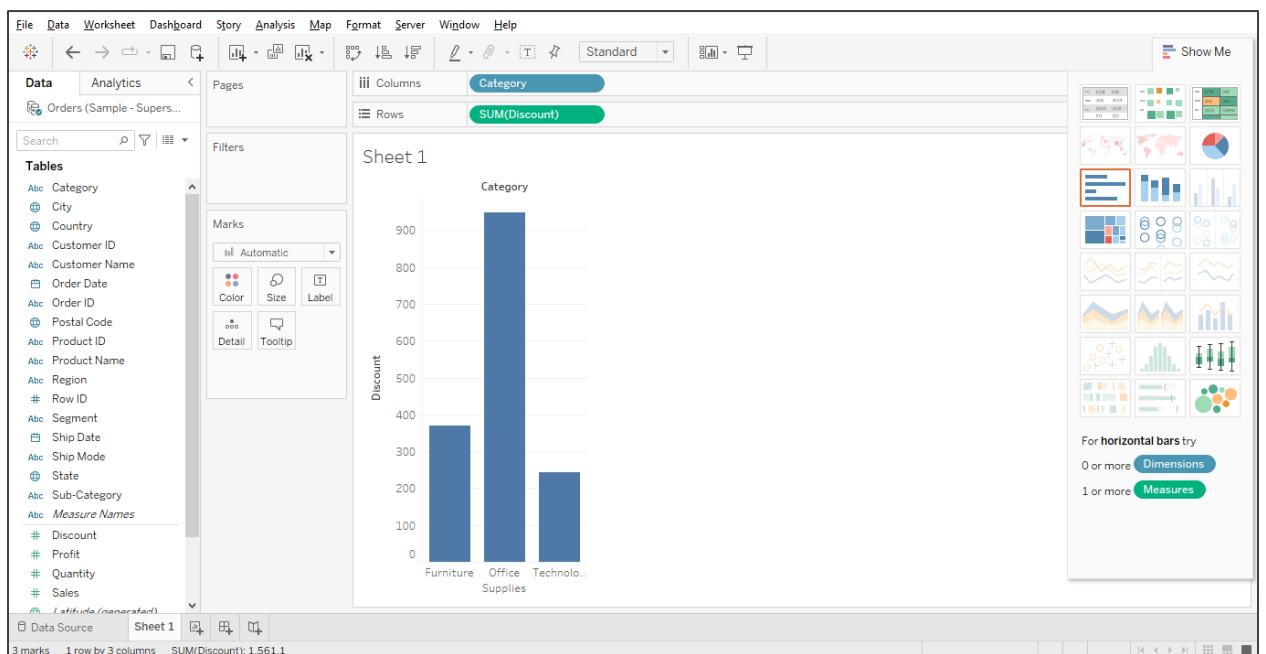 File Data Worksheet Dashboard Story Analysis Map Format Server Window Help
Standard
Show Me
Data Analytics
Orders (Sample - Supers...
Search
Tables
Abc Category
City
Country
Abc Customer ID
Abc Customer Name
Order Date
Abc Order ID
Postal Code
Abc Product ID
Abc Product Name
Abc Region
# Row ID
Abc Segment
Ship Date
Abc Ship Mode
State
Abc Sub-Category
Abc Measure Names
# Discount
# Profit
# Quantity
# Sales
Latitude (generated)
Pages
Filters
Marks
Automatic
Color Size Label
Detail Tooltip
Columns Category
Rows SUM(Discount)
Sheet 1
Category
Discount
900
800
700
600
500
400
300
200
100
0
Furniture Office Technolo..
Supplies
For horizontal bars try
0 or more Dimensions
1 or more Measures
Data Source Sheet 1
3 marks 1 row by 3 columns SUM(Discount): 1,561.1